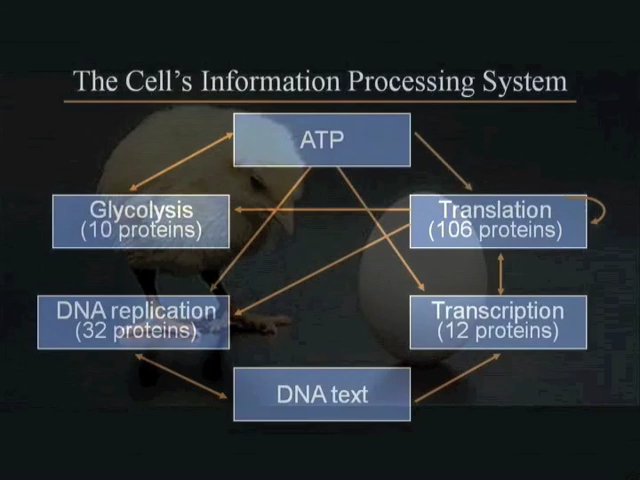 The Cell's Information Processing System
ATP
Glycolysis
(10 proteins)
Translation
(106 proteins)
DNA replication
(32 proteins)
Transcription
(12 proteins)
DNA text